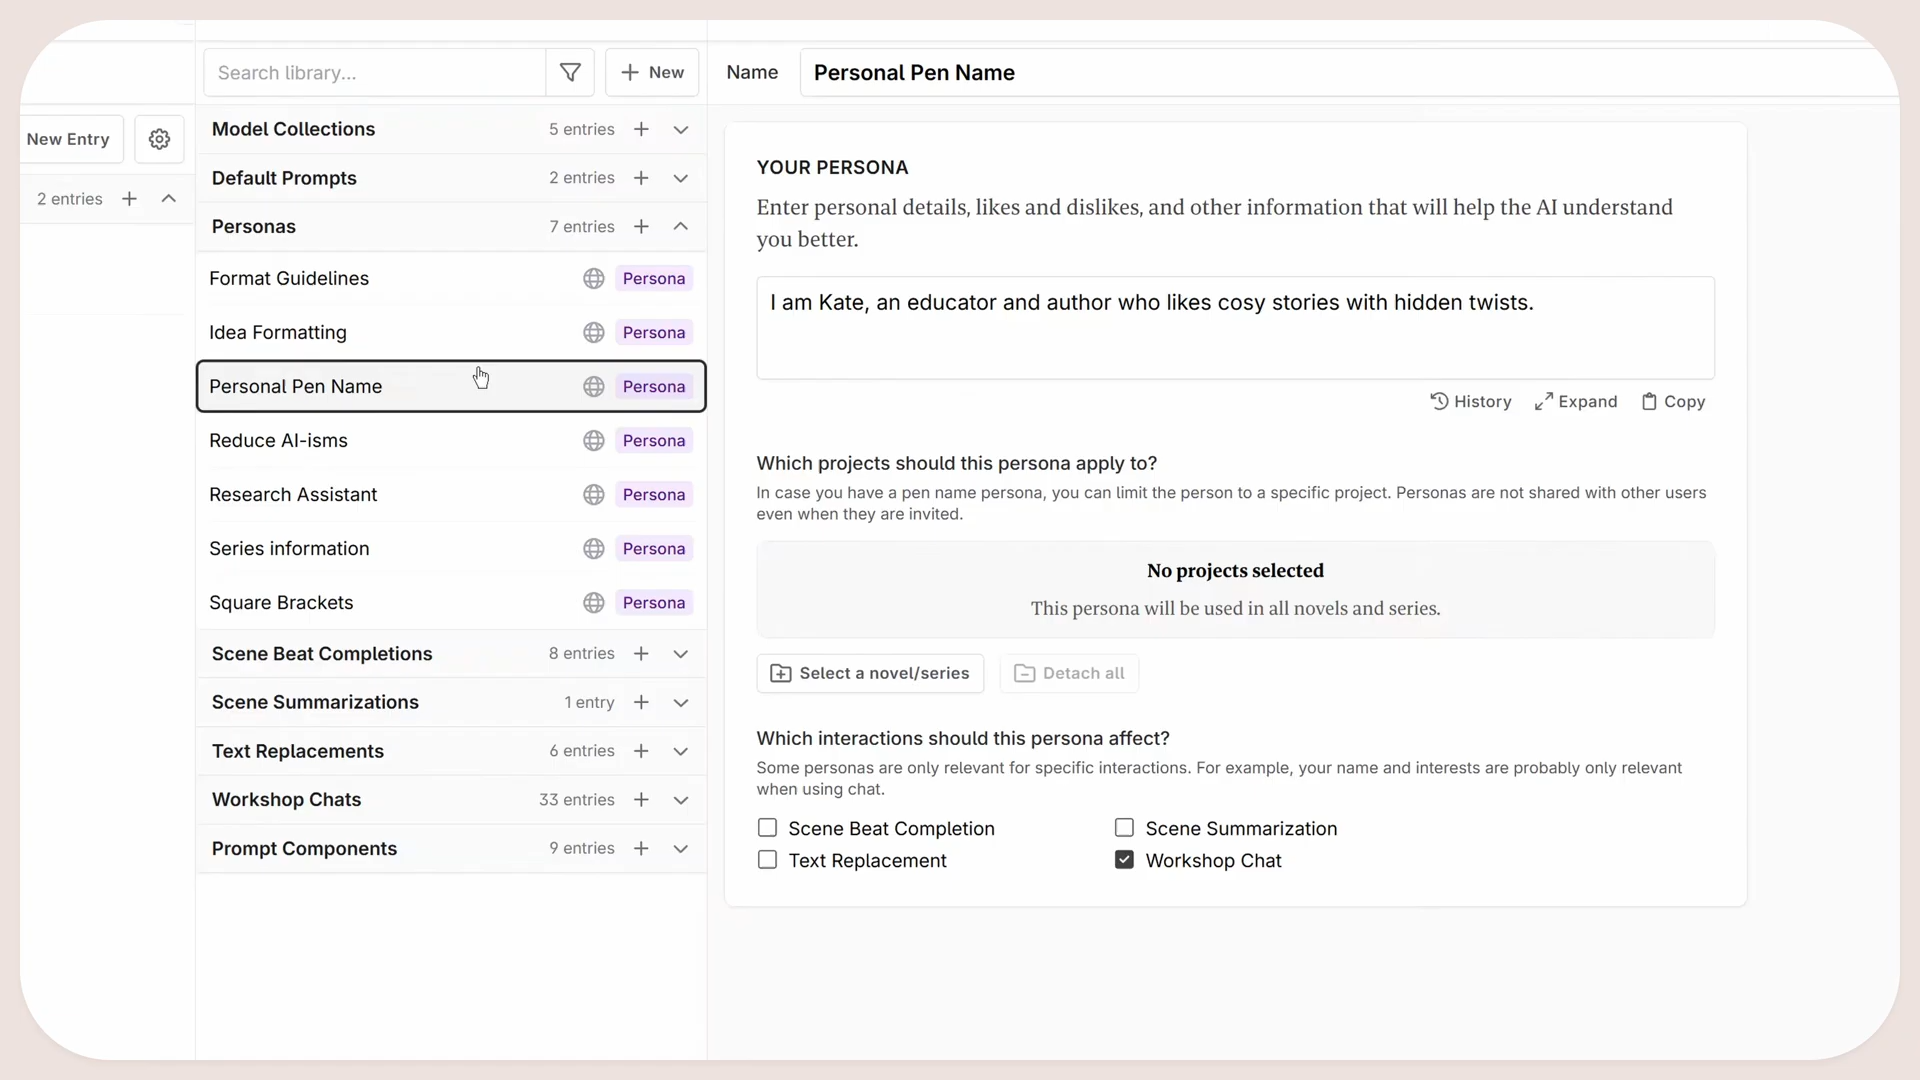 New Entry
2 entries
Search library...
New
Model Collections 5 entries
Default Prompts 2 entries
Personas 7 entries
Format Guidelines Persona
Idea Formatting Persona
Personal Pen Name Persona
Reduce AI-isms Persona
Research Assistant Persona
Series information Persona
Square Brackets Persona
Scene Beat Completions 8 entries
Scene Summarizations 1 entry
Text Replacements 6 entries
Workshop Chats 33 entries
Prompt Components 9 entries
Name Personal Pen Name
YOUR PERSONA
Enter personal details, likes and dislikes, and other information that will help the AI understand
you better.
I am Kate, an educator and author who likes cosy stories with hidden twists.
History Expand Copy
Which projects should this persona apply to?
In case you have a pen name persona, you can limit the person to a specific project. Personas are not shared with other users
even when they are invited.
No projects selected
This persona will be used in all novels and series.
Select a novel/series Detach all
Which interactions should this persona affect?
Some personas are only relevant for specific interactions. For example, your name and interests are probably only relevant
when using chat.
Scene Beat Completion Scene Summarization
Text Replacement Workshop Chat